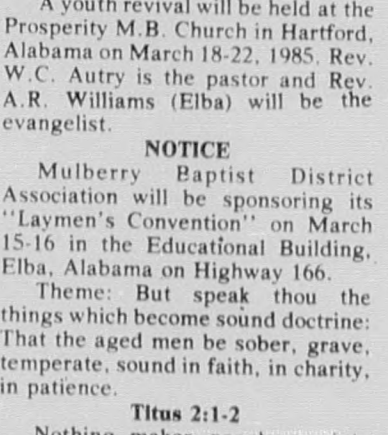 A youth revival will be held at the
Prosperity M.B. Church in Hartford,
Alabama on March 18-22, 1985. Rev.
W.C. Autry is the pastor and Rev.
A.R. Williams (Elba) will be the
evangelist.
NOTICE
Mulberry Baptist District
Association will be sponsoring its
"Laymen's Convention" on March
15-16 in the Educational Building,
Elba, Alabama on Highway 166.
Theme: But speak thou the
things which become sound doctrine:
That the aged men be sober, grave,
temperate, sound in faith, in charity,
in patience.
Titus 2:1-2
Nothing makes